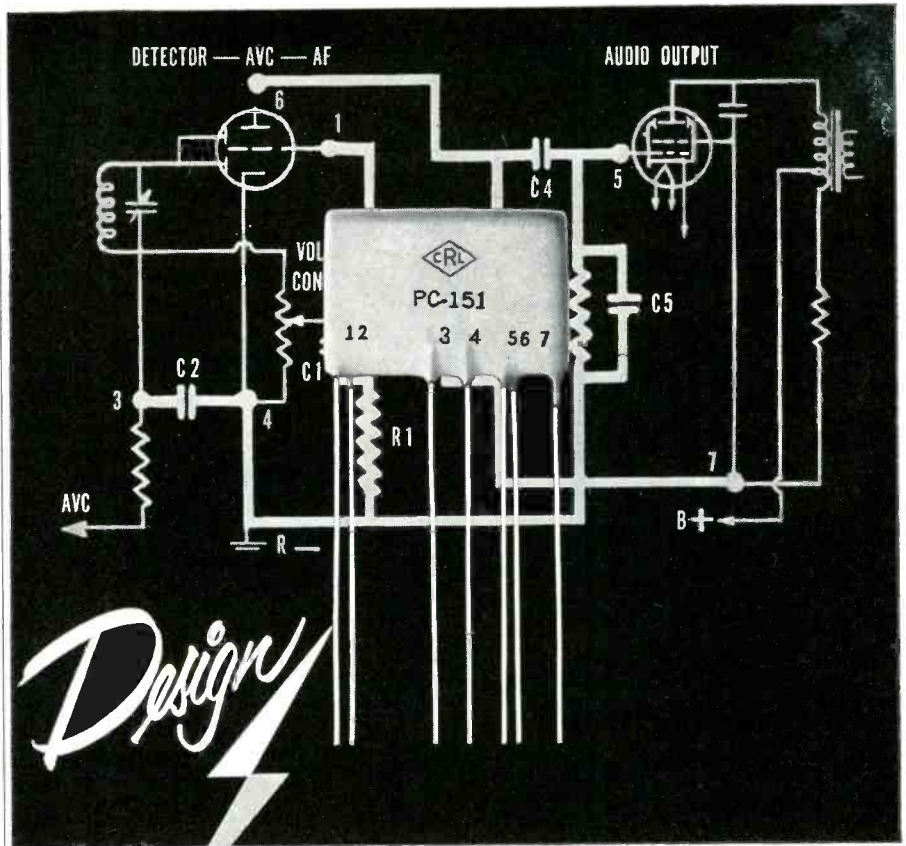 DETECTOR — AVC — AF
AUDIO OUTPUT
6
1
C4
5
VOL
CON
CRL
PC-151
C5
12 3 4 56 7
C1
3
C2
4
R1
7
AVC
B+
R —
Design